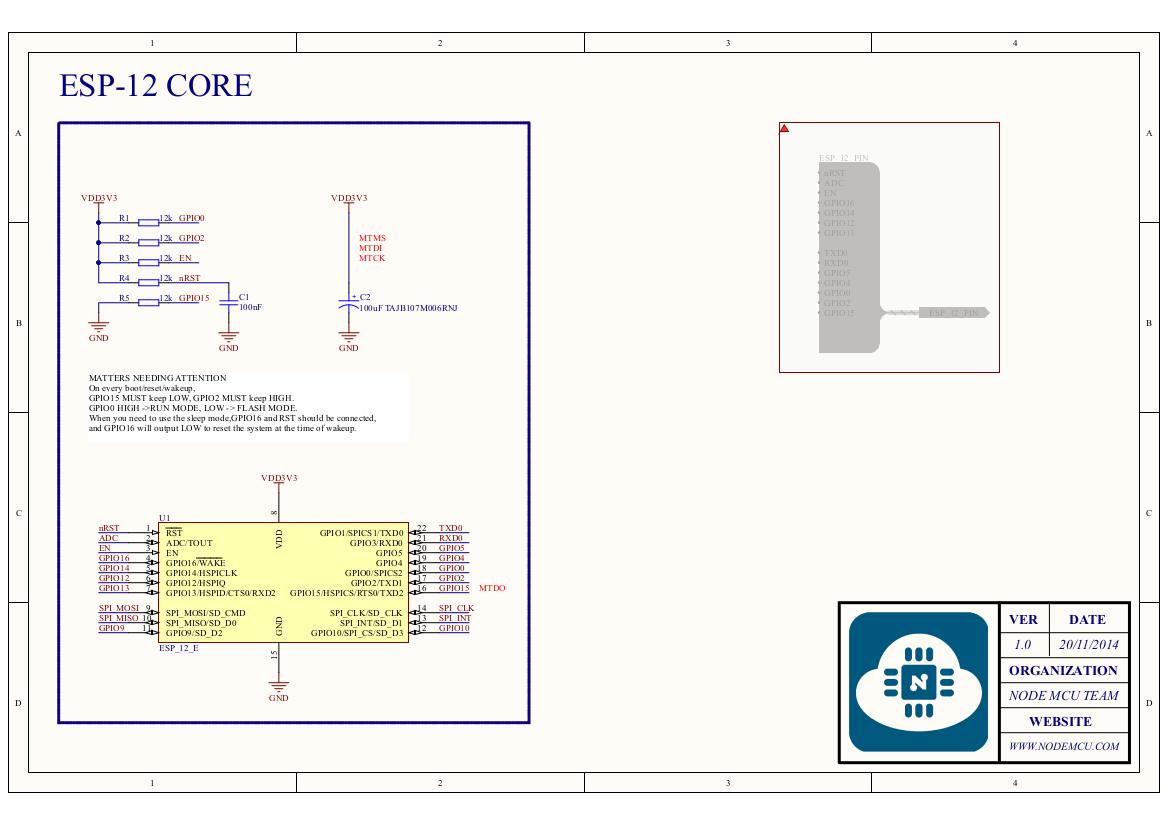 1 2 3 4
ESP-12 CORE
A A
VDD3V3 VDD3V3
R1 12k GPIO0
R2 12k GPIO2
R3 12k EN
R4 12k nRST
R5 12k GPIO15
MTMS
MTDI
MTCK
C1
100nF
+ C2
100uF TAJB107M006RNJ
GND GND GND
B B
ESP_12_PIN
nRST
ADC
EN
GPIO16
GPIO14
GPIO12
GPIO13
TXD0
RXD0
GPIO5
GPIO4
GPIO0
GPIO2
GPIO15 ESP_12_PIN
MATTERS NEEDING ATTENTION
On every boot/reset/wakeup,
GPIO15 MUST keep LOW, GPIO2 MUST keep HIGH.
GPIO0 HIGH ->RUN MODE, LOW -> FLASH MODE.
When you need to use the sleep mode,GPIO16 and RST should be connected,
and GPIO16 will output LOW to reset the system at the time of wakeup.
VDD3V3
C C
8
U1
VDD
nRST 1 RST GPIO1/SPICS1/TXD0 22 TXD0
ADC 2 ADC/TOUT GPIO3/RXD0 21 RXD0
EN 3 EN GPIO5 20 GPIO5
GPIO16 4 GPIO16/WAKE GPIO4 19 GPIO4
GPIO14 5 GPIO14/HSPICLK GPIO0/SPICS2 18 GPIO0
GPIO12 6 GPIO12/HSPIQ GPIO2/TXD1 17 GPIO2
GPIO13 7 GPIO13/HSPID/CTS0/RXD2 GPIO15/HSPICS/RTS0/TXD2 16 GPIO15 MTDO
SPI_MOSI 9 SPI_MOSI/SD_CMD SPI_CLK/SD_CLK 14 SPI_CLK
SPI_MISO 10 SPI_MISO/SD_D0 SPI_INT/SD_D1 13 SPI_INT
GPIO9 11 GPIO9/SD_D2 GPIO10/SPI_CS/SD_D3 12 GPIO10
GND
ESP_12_E
15
GND
D D
VER DATE
1.0 20/11/2014
ORGANIZATION
NODE MCU TEAM
WEBSITE
WWW.NODEMCU.COM
1 2 3 4